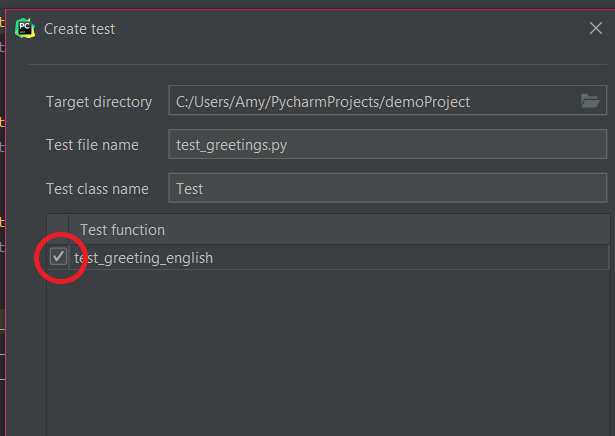 PC
Create test
Target directory C:/Users/Amy/PycharmProjects/demoProject
Test file name test_greetings.py
Test class name Test
Test function
test_greeting_english